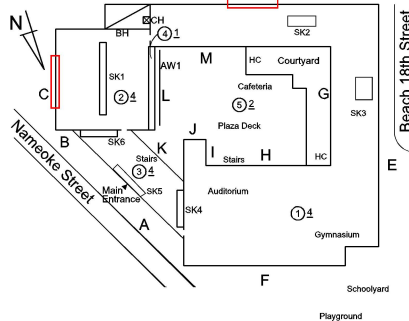 N
CH
BH
4 1
SK2
Beach 18th Street
AW1
M
HC
Courtyard
SK1
Cafeteria
C
2 4
L
5 2
G
SK3
Plaza Deck
B
SK6
J
K
Stairs
I
Stairs
H
HC
E
Nameoke Street
3 4
Main
Entrance
SK5
Auditorium
A
SK4
1 4
Gymnasium
F
Schoolyard
Playground